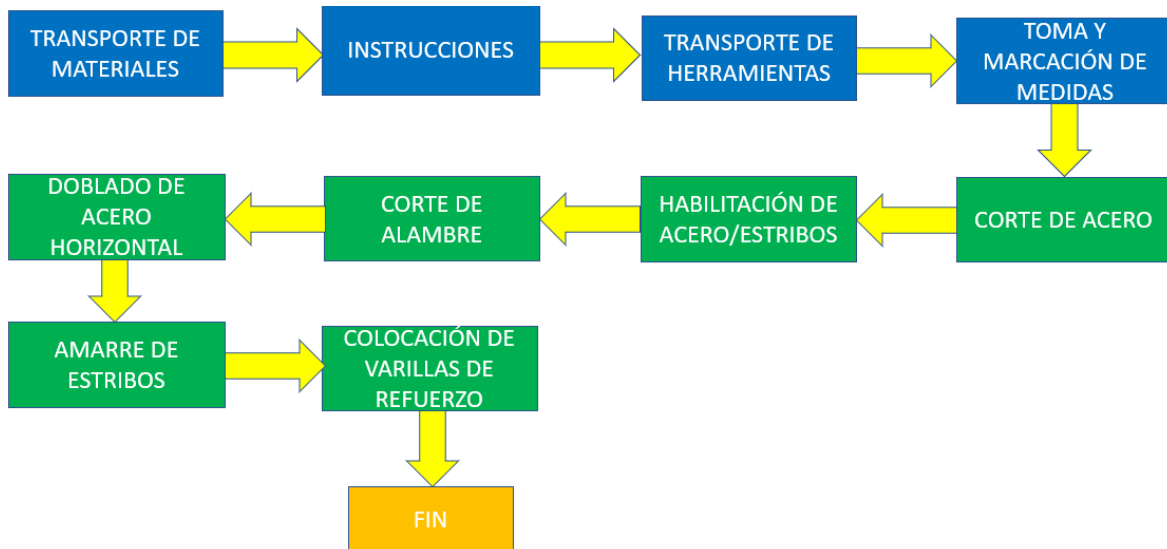 TRANSPORTE DE
MATERIALES
INSTRUCCIONES
TRANSPORTE DE
HERRAMIENTAS
TOMA Y
MARCACIÓN DE
MEDIDAS
CORTE DE ACERO
HABILITACIÓN DE
ACERO/ESTRIBOS
CORTE DE
ALAMBRE
DOBLADO DE
ACERO
HORIZONTAL
AMARRE DE
ESTRIBOS
COLOCACIÓN DE
VARILLAS DE
REFUERZO
FIN